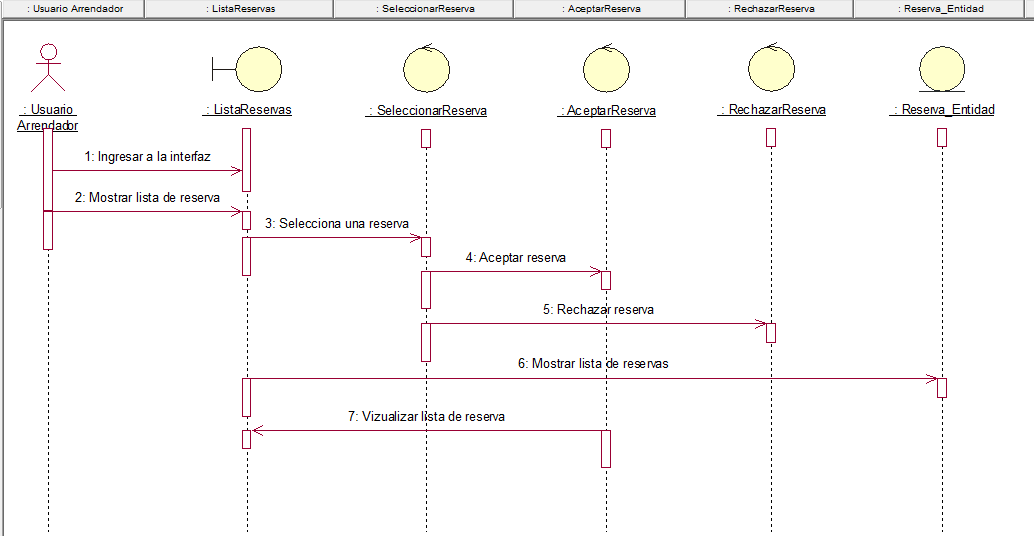 : Usuario Arrendador
: ListaReservas
: SeleccionarReserva
: AceptarReserva
: RechazarReserva
: Reserva_Entidad
: Usuario
Arrendador
: ListaReservas
: SeleccionarReserva
: AceptarReserva
: RechazarReserva
: Reserva_Entidad
1: Ingresar a la interfaz
2: Mostrar lista de reserva
3: Selecciona una reserva
4: Aceptar reserva
5: Rechazar reserva
6: Mostrar lista de reservas
7: Vizualizar lista de reserva